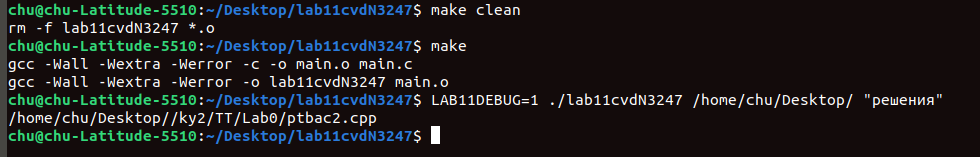 chu@chu-Latitude-5510:~/Desktop/lab11cvdN3247$ make clean
rm -f lab11cvdN3247 *.o
chu@chu-Latitude-5510:~/Desktop/lab11cvdN3247$ make
gcc -Wall -Wextra -Werror -c -o main.o main.c
gcc -Wall -Wextra -Werror -o lab11cvdN3247 main.o
chu@chu-Latitude-5510:~/Desktop/lab11cvdN3247$ LAB11DEBUG=1 ./lab11cvdN3247 /home/chu/Desktop/ "решения"
/home/chu/Desktop//ky2/TT/Lab0/ptbac2.cpp
chu@chu-Latitude-5510:~/Desktop/lab11cvdN3247$